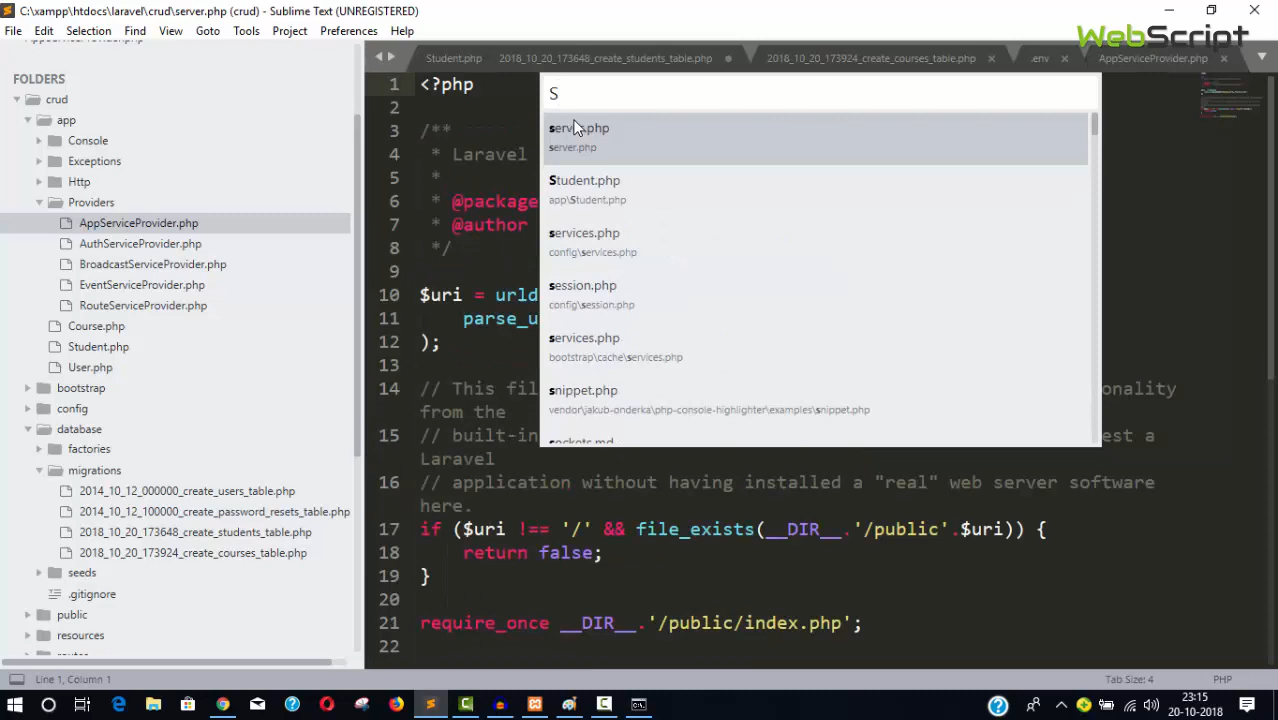 C:\xampp\htdocs\laravel\crud\server.php (crud) - Sublime Text (UNREGISTERED)
File Edit Selection Find View Goto Tools Project Preferences Help
WebScript
Student.php 2018_10_20_173648_create_students_table.php 2018_10_20_173924_create_courses_table.php .env AppServiceProvider.php
FOLDERS
crud
app
Console
Exceptions
Http
Providers
AppServiceProvider.php
AuthServiceProvider.php
BroadcastServiceProvider.php
EventServiceProvider.php
RouteServiceProvider.php
Course.php
Student.php
User.php
bootstrap
config
database
factories
migrations
2014_10_12_000000_create_users_table.php
2014_10_12_100000_create_password_resets_table.php
2018_10_20_173648_create_students_table.php
2018_10_20_173924_create_courses_table.php
seeds
.gitignore
public
resources
S
server.php
server.php
Student.php
app\Student.php
services.php
config\services.php
session.php
config\session.php
services.php
bootstrap\cache\services.php
snippet.php
vendor\jakub-onderka\php-console-highlighter\examples\snippet.php
sockets.md
1 <?php
2
3 /**
4 * Laravel
5 *
6 * @package
7 * @author
8 */
9
10 $uri = urld
11 parse_u
12 );
13
14 // This fil onality
from the
15 // built-in est a
Laravel
16 // application without having installed a "real" web server software
here.
17 if ($uri !== '/' && file_exists(__DIR__.'/public'.$uri)) {
18 return false;
19 }
20
21 require_once __DIR__.'/public/index.php';
22
Line 1, Column 1 Tab Size: 4 PHP
23:15
20-10-2018